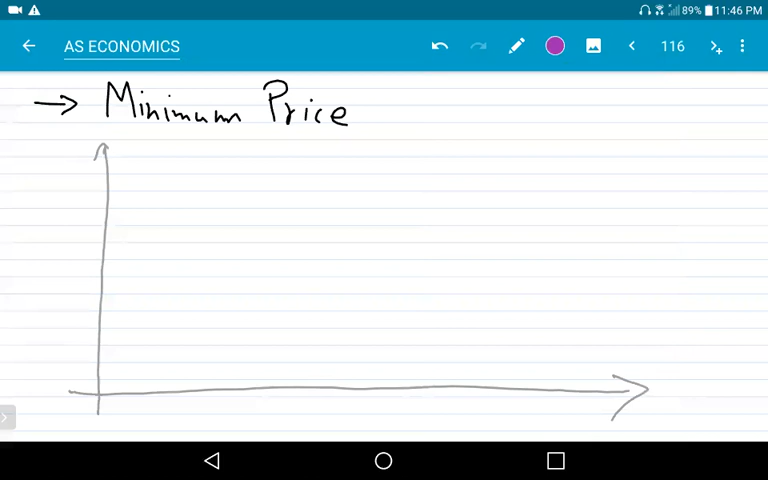 89% 11:46 PM
AS ECONOMICS
116
→ Minimum Price